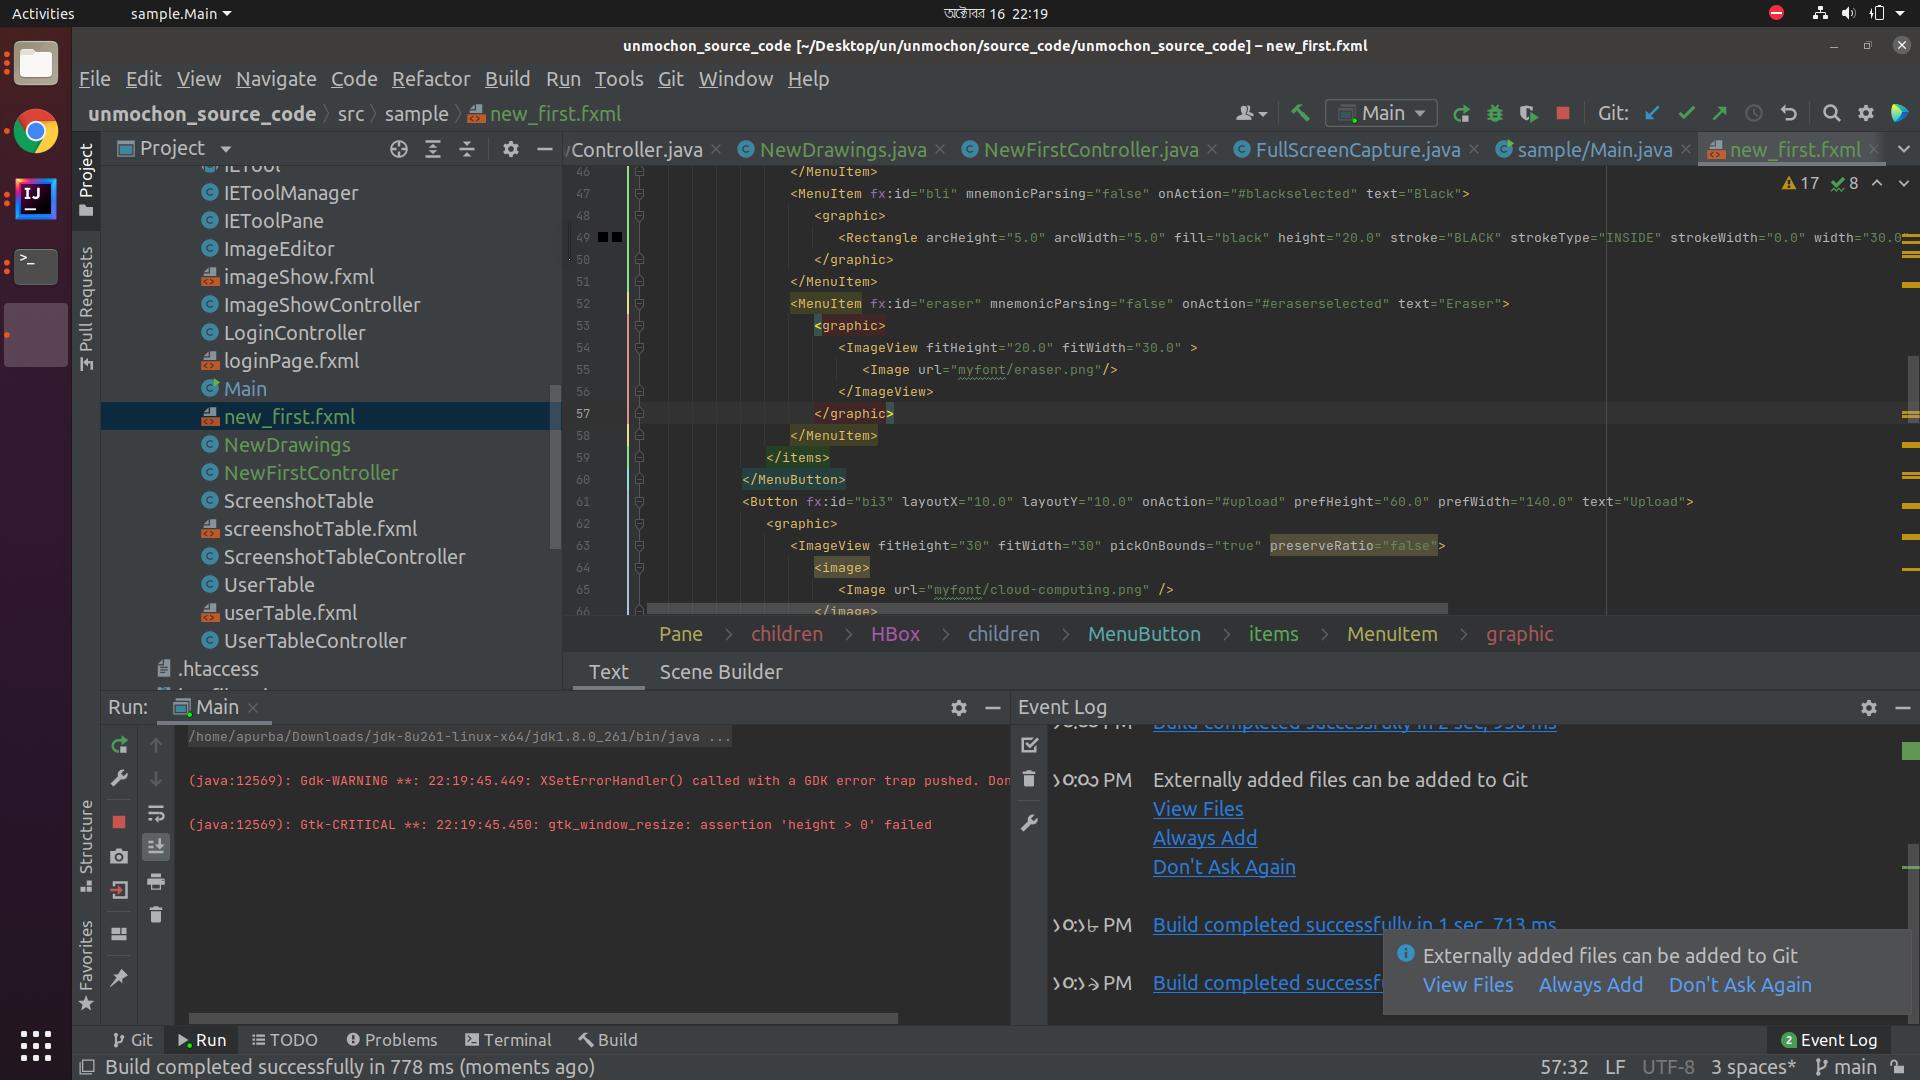 Activities
sample.Main
অক্টোবর 16 22:19
unmochon_source_code [~/Desktop/un/unmochon/source_code/unmochon_source_code] – new_first.fxml
File Edit View Navigate Code Refactor Build Run Tools Git Window Help
unmochon_source_code src sample new_first.fxml
Main
Git:
Project
Controller.java
NewDrawings.java
NewFirstController.java
FullScreenCapture.java
sample/Main.java
new_first.fxml
Project
Pull Requests
Structure
Favorites
IETool
IEToolManager
IEToolPane
ImageEditor
imageShow.fxml
ImageShowController
LoginController
loginPage.fxml
Main
new_first.fxml
NewDrawings
NewFirstController
ScreenshotTable
screenshotTable.fxml
ScreenshotTableController
UserTable
userTable.fxml
UserTableController
.htaccess
17 8
46 </MenuItem>
47 <MenuItem fx:id="bli" mnemonicParsing="false" onAction="#blackselected" text="Black">
48 <graphic>
49 <Rectangle arcHeight="5.0" arcWidth="5.0" fill="black" height="20.0" stroke="BLACK" strokeType="INSIDE" strokeWidth="0.0" width="30.0
50 </graphic>
51 </MenuItem>
52 <MenuItem fx:id="eraser" mnemonicParsing="false" onAction="#eraserselected" text="Eraser">
53 <graphic>
54 <ImageView fitHeight="20.0" fitWidth="30.0" >
55 <Image url="myfont/eraser.png"/>
56 </ImageView>
57 </graphic>
58 </MenuItem>
59 </items>
60 </MenuButton>
61 <Button fx:id="bi3" layoutX="10.0" layoutY="10.0" onAction="#upload" prefHeight="60.0" prefWidth="140.0" text="Upload">
62 <graphic>
63 <ImageView fitHeight="30" fitWidth="30" pickOnBounds="true" preserveRatio="false">
64 <image>
65 <Image url="myfont/cloud-computing.png" />
66 </image>
Pane children HBox children MenuButton items MenuItem graphic
Text Scene Builder
Run: Main
/home/apurba/Downloads/jdk-8u261-linux-x64/jdk1.8.0_261/bin/java ...
(java:12569): Gdk-WARNING **: 22:19:45.449: XSetErrorHandler() called with a GDK error trap pushed. Don
(java:12569): Gtk-CRITICAL **: 22:19:45.450: gtk_window_resize: assertion 'height > 0' failed
Event Log
PM Build completed successfully in 2 sec, 950 ms
PM Externally added files can be added to Git
View Files
Always Add
Don't Ask Again
১০:১৮ PM Build completed successfully in 1 sec, 713 ms
১০:১৯ PM Build completed successf
Externally added files can be added to Git
View Files Always Add Don't Ask Again
Git Run TODO Problems Terminal Build
2 Event Log
Build completed successfully in 778 ms (moments ago)
57:32 LF UTF-8 3 spaces* main